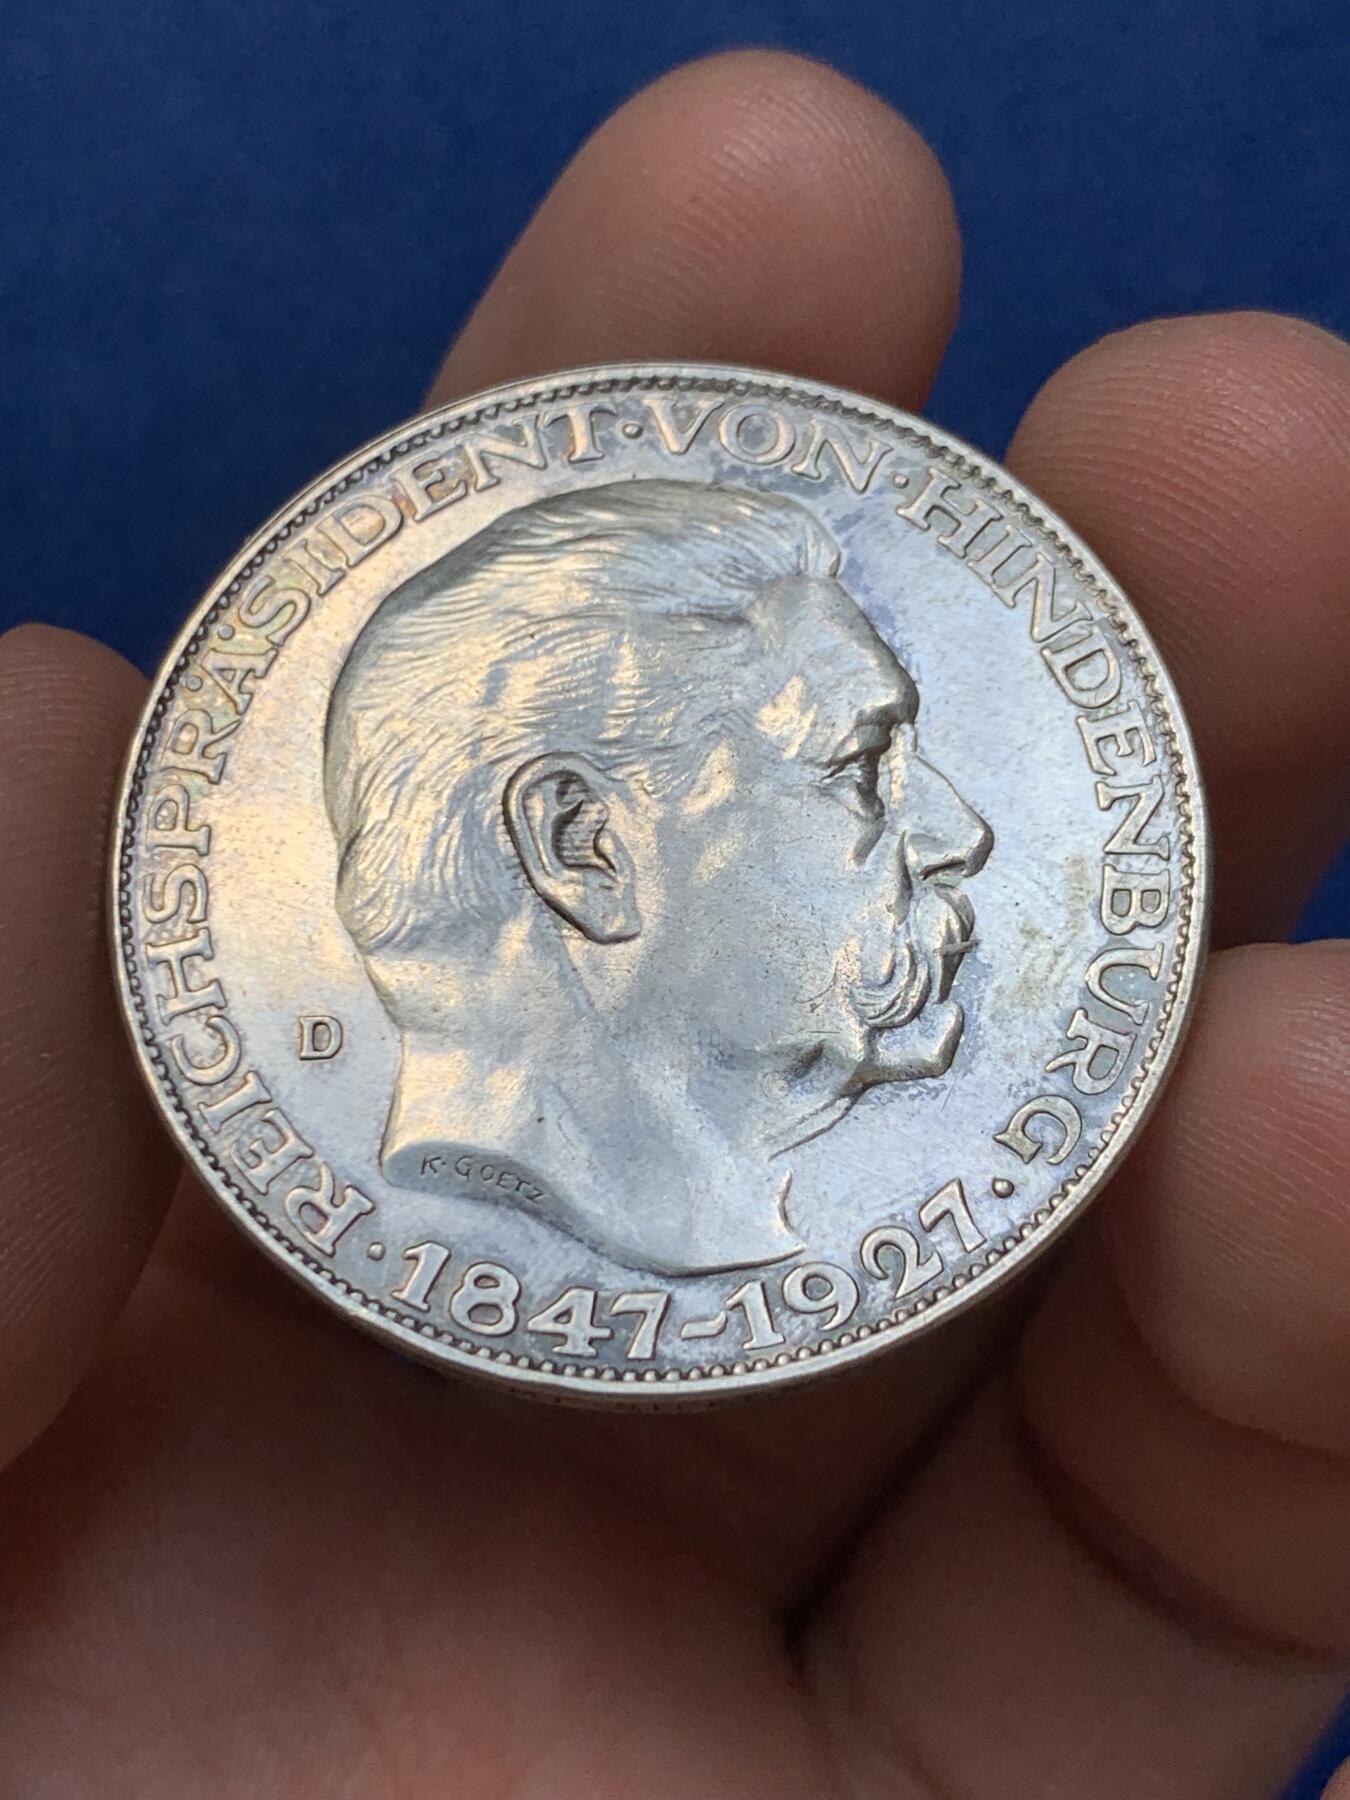 REICHSPRÄSIDENT·VON·HINDENBURG·
1847-1927·
D
K·GOETZ